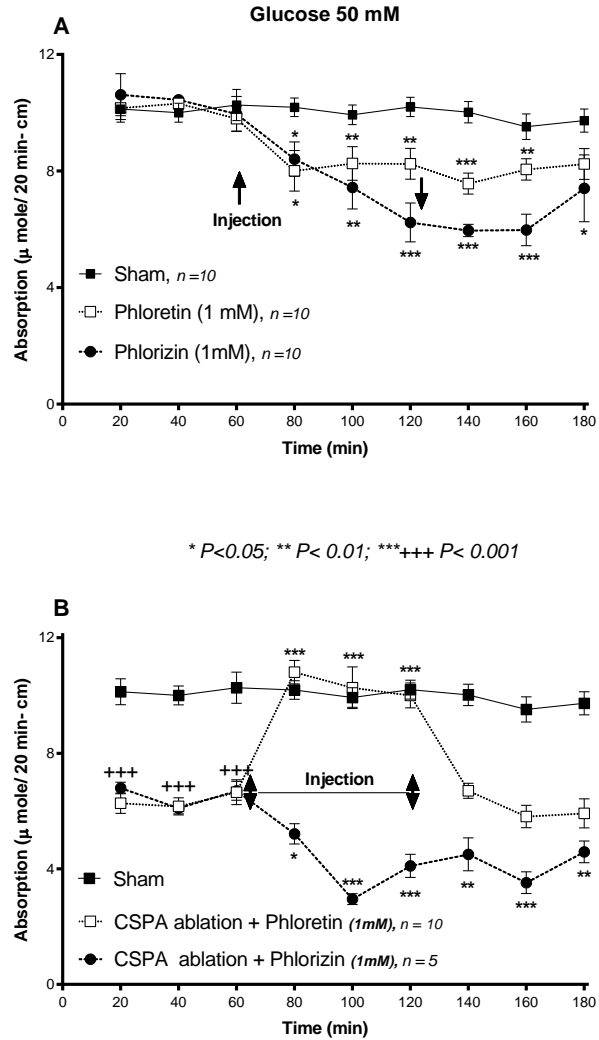 Glucose 50 mM
A
Absorption (μ mole/ 20 min- cm)
12
8
4
0
* ** ** *** **
Injection
* ** *** *** *** *
Sham, n =10
Phloretin (1 mM), n =10
Phlorizin (1mM), n =10
0 20 40 60 80 100 120 140 160 180
Time (min)
* P<0.05; ** P< 0.01; ***+++ P< 0.001
B
Absorption (μ mole/ 20 min- cm)
12
8
4
0
*** *** ***
+++ +++ +++
Injection
* *** *** ** *** **
Sham
CSPA ablation + Phloretin (1mM), n = 10
CSPA ablation + Phlorizin (1mM), n = 5
0 20 40 60 80 100 120 140 160 180
Time (min)